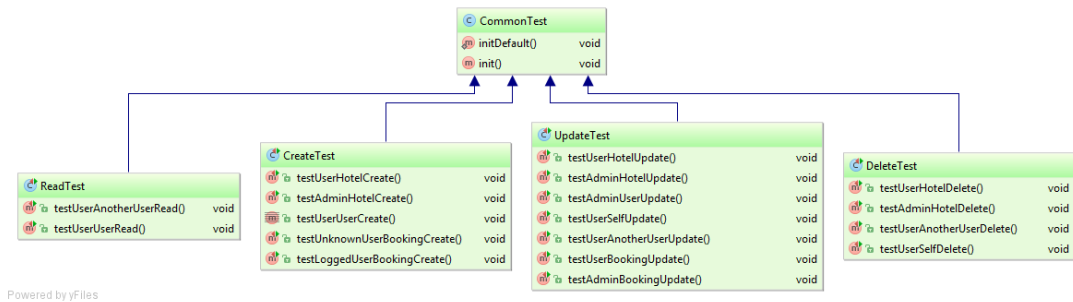 CommonTest
initDefault() void
init() void
ReadTest
testUserAnotherUserRead() void
testUserUserRead() void
CreateTest
testUserHotelCreate() void
testAdminHotelCreate() void
testUserUserCreate() void
testUnknownUserBookingCreate() void
testLoggedUserBookingCreate() void
UpdateTest
testUserHotelUpdate() void
testAdminHotelUpdate() void
testAdminUserUpdate() void
testUserSelfUpdate() void
testUserAnotherUserUpdate() void
testUserBookingUpdate() void
testAdminBookingUpdate() void
DeleteTest
testUserHotelDelete() void
testAdminHotelDelete() void
testUserAnotherUserDelete() void
testUserSelfDelete() void
Powered by yFiles